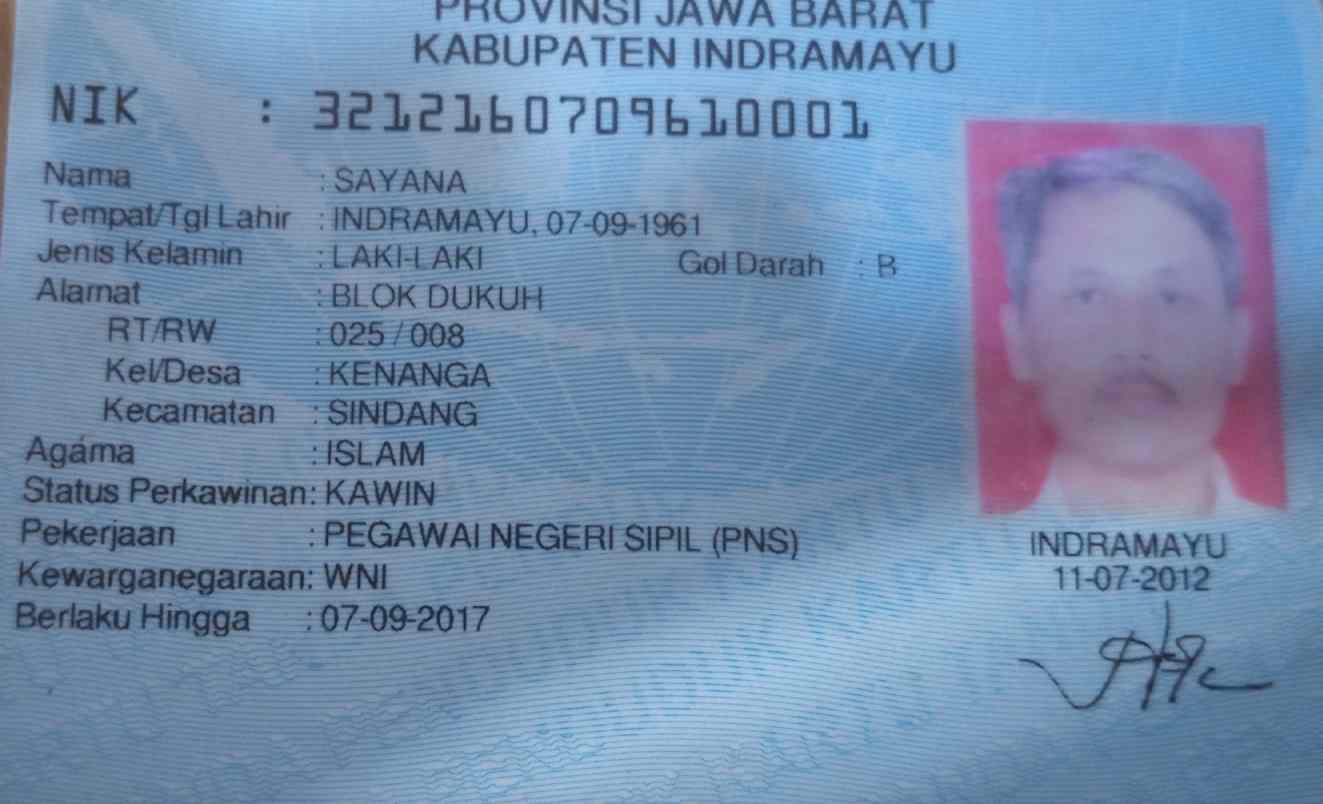 PROVINSI JAWA BARAT
KABUPATEN INDRAMAYU
NIK : 3212160709610001
Nama : SAYANA
Tempat/Tgl Lahir : INDRAMAYU, 07-09-1961
Jenis Kelamin : LAKI-LAKI Gol Darah : B
Alamat : BLOK DUKUH
RT/RW : 025 / 008
Kel/Desa : KENANGA
Kecamatan : SINDANG
Agama : ISLAM
Status Perkawinan: KAWIN
Pekerjaan : PEGAWAI NEGERI SIPIL (PNS)
Kewarganegaraan: WNI
Berlaku Hingga : 07-09-2017
INDRAMAYU
11-07-2012